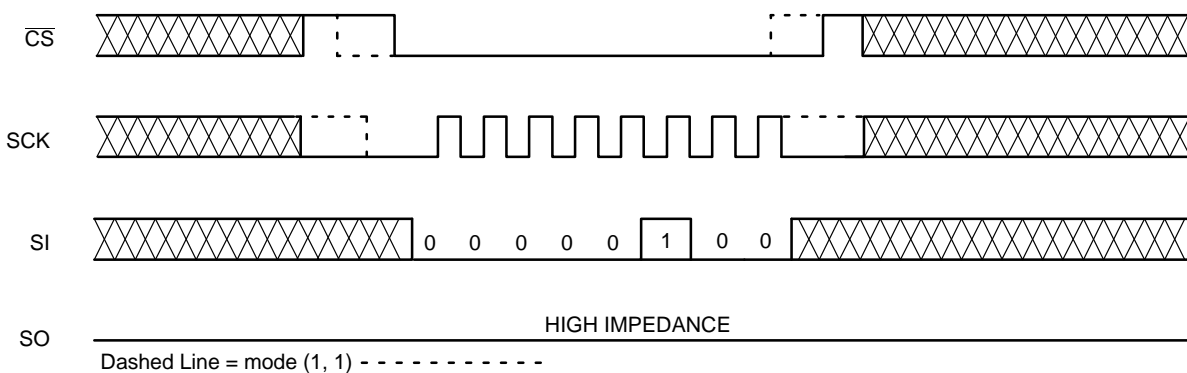 CS
SCK
SI
0 0 0 0 0 1 0 0
HIGH IMPEDANCE
SO
Dashed Line = mode (1, 1)